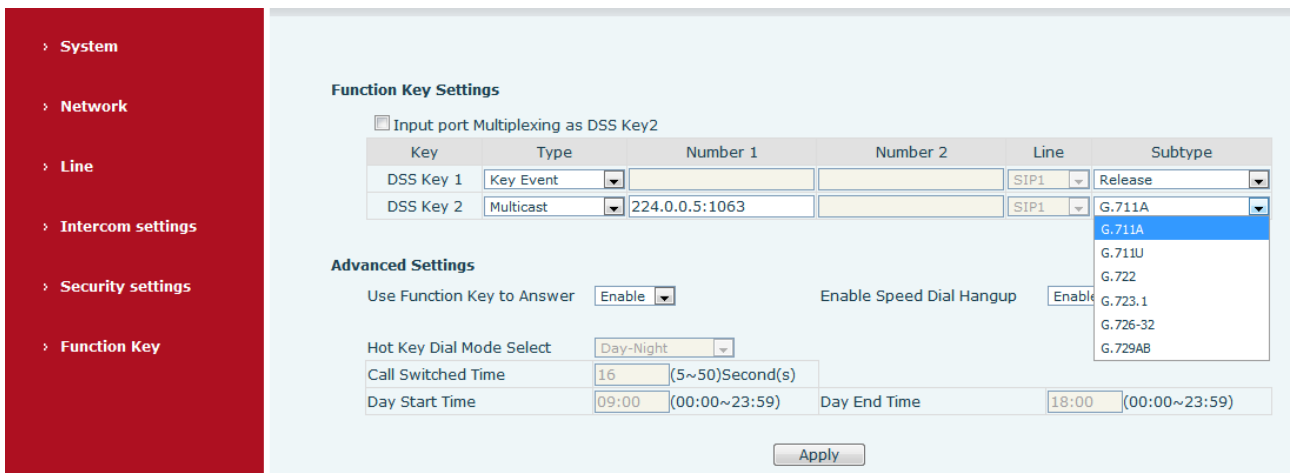 System
Network
Line
Intercom settings
Security settings
Function Key
Function Key Settings
Input port Multiplexing as DSS Key2
Key Type Number 1 Number 2 Line Subtype
DSS Key 1 Key Event SIP1 Release
DSS Key 2 Multicast 224.0.0.5:1063 SIP1 G.711A
G.711A
G.711U
G.722
G.723.1
G.726-32
G.729AB
Advanced Settings
Use Function Key to Answer Enable Enable Speed Dial Hangup Enable
Hot Key Dial Mode Select Day-Night
Call Switched Time 16 (5~50)Second(s)
Day Start Time 09:00 (00:00~23:59) Day End Time 18:00 (00:00~23:59)
Apply